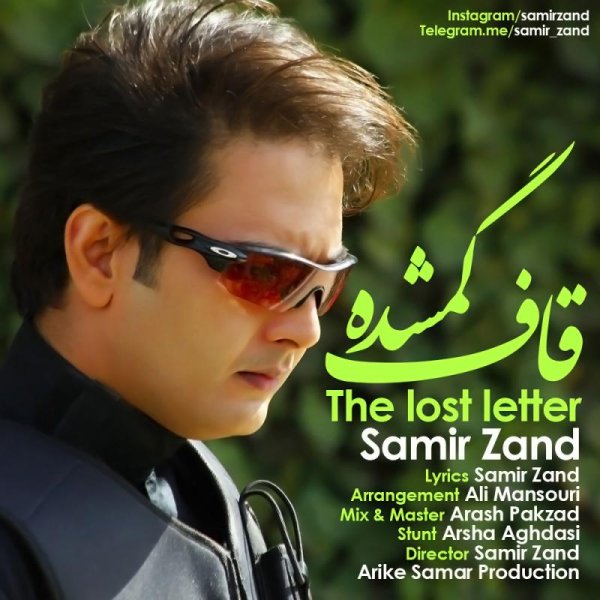 Instagram/samirzand
Telegram.me/samir_zand
قاف گمشده
The lost letter
Samir Zand
Lyrics Samir Zand
Arrangement Ali Mansouri
Mix & Master Arash Pakzad
Stunt Arsha Aghdasi
Director Samir Zand
Arike Samar Production